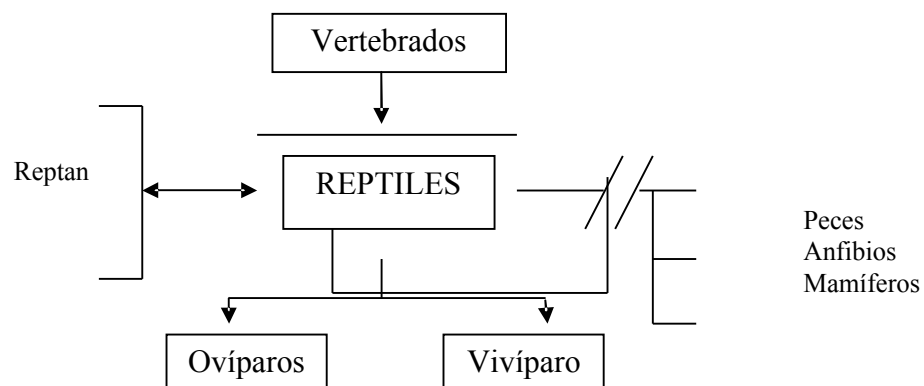 Vertebrados
Reptan
REPTILES
Peces
Anfibios
Mamíferos
Ovíparos
Vivíparo